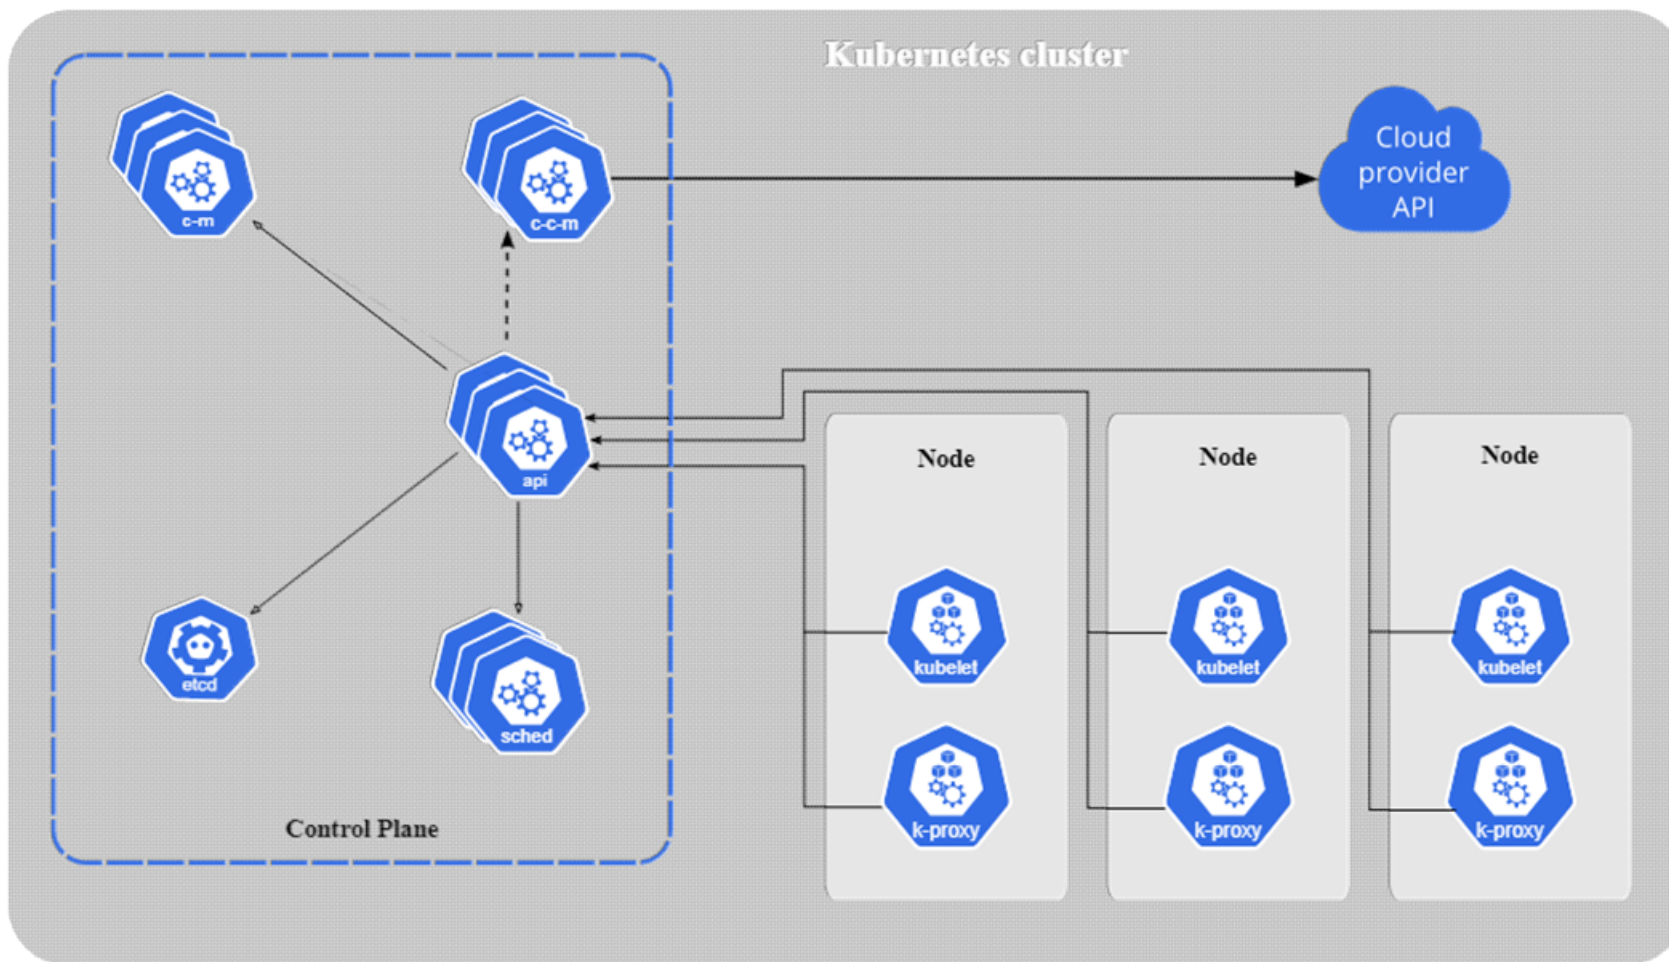 Kubernetes cluster
c-m
c-c-m
Cloud
provider
API
api
etcd
sched
Control Plane
Node
kubelet
k-proxy
Node
kubelet
k-proxy
Node
kubelet
k-proxy